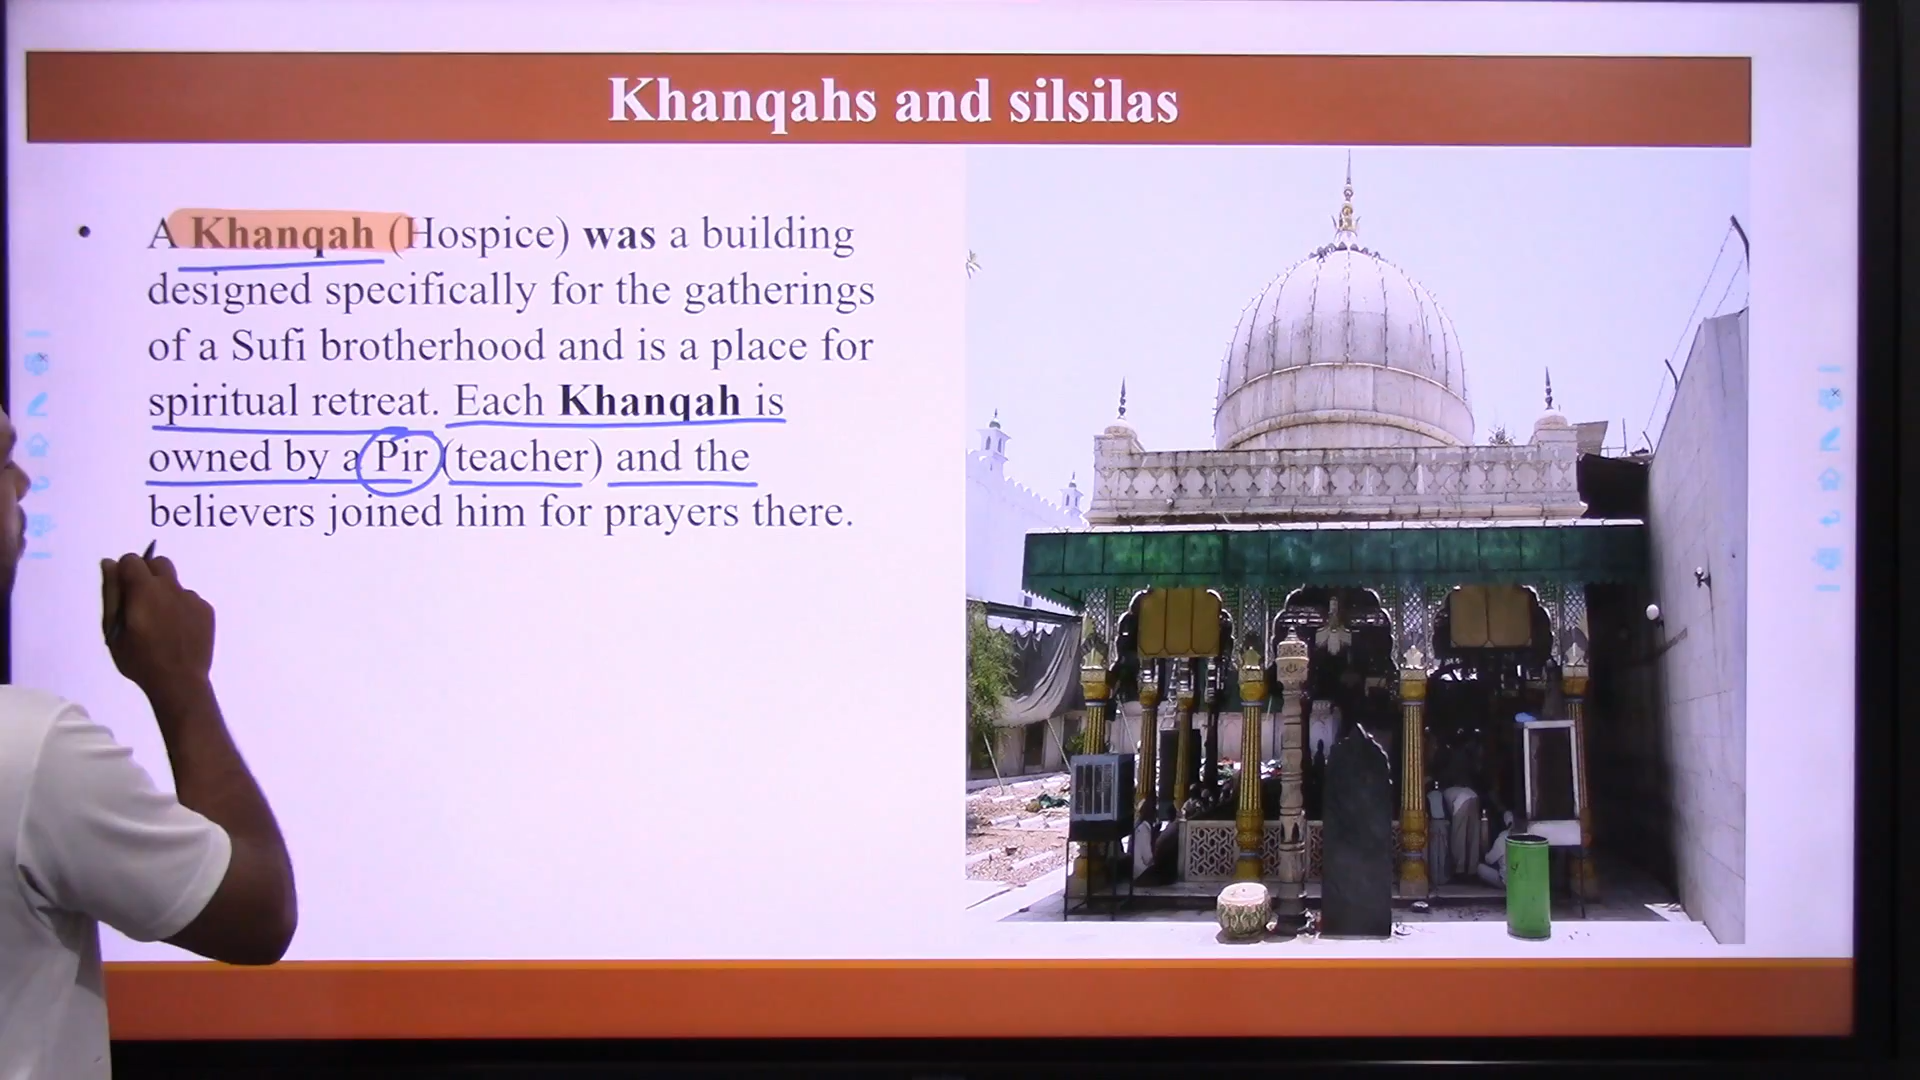 Khanqahs and silsilas
• A Khanqah (Hospice) was a building
designed specifically for the gatherings
of a Sufi brotherhood and is a place for
spiritual retreat. Each Khanqah is
owned by a Pir (teacher) and the
believers joined him for prayers there.